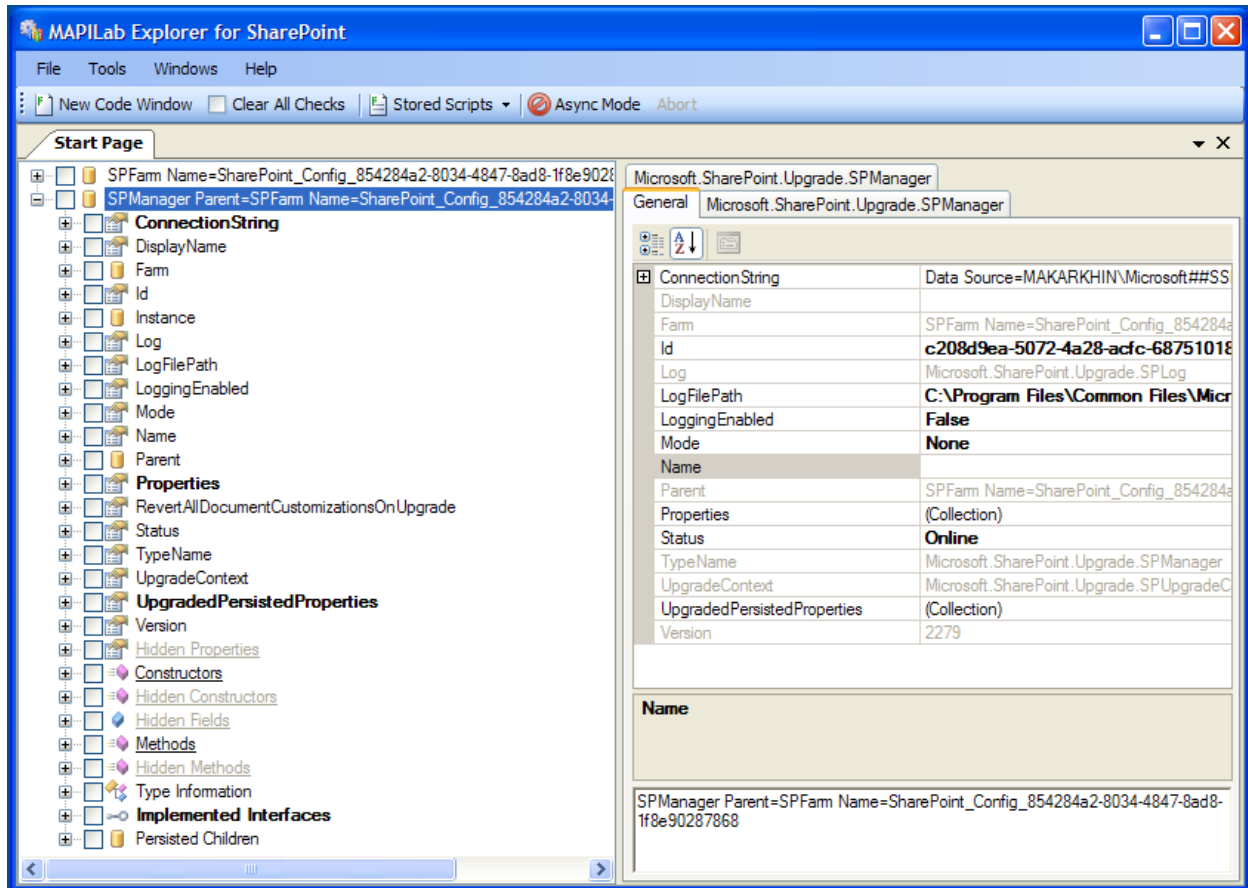 MAPILab Explorer for SharePoint
File Tools Windows Help
New Code Window Clear All Checks Stored Scripts Async Mode Abort
Start Page
SPFarm Name=SharePoint_Config_854284a2-8034-4847-8ad8-1f8e9028
SPManager Parent=SPFarm Name=SharePoint_Config_854284a2-8034-
ConnectionString
DisplayName
Farm
Id
Instance
Log
LogFilePath
LoggingEnabled
Mode
Name
Parent
Properties
RevertAllDocumentCustomizationsOnUpgrade
Status
TypeName
UpgradeContext
UpgradedPersistedProperties
Version
Hidden Properties
Constructors
Hidden Constructors
Hidden Fields
Methods
Hidden Methods
Type Information
Implemented Interfaces
Persisted Children
Microsoft.SharePoint.Upgrade.SPManager
General Microsoft.SharePoint.Upgrade.SPManager
ConnectionString Data Source=MAKARKHIN\Microsoft##SS
DisplayName
Farm SPFarm Name=SharePoint_Config_854284a
Id c208d9ea-5072-4a28-acfc-68751018
Log Microsoft.SharePoint.Upgrade.SPLog
LogFilePath C:\Program Files\Common Files\Micr
LoggingEnabled False
Mode None
Name
Parent SPFarm Name=SharePoint_Config_854284a
Properties (Collection)
Status Online
TypeName Microsoft.SharePoint.Upgrade.SPManager
UpgradeContext Microsoft.SharePoint.Upgrade.SPUpgradeC
UpgradedPersistedProperties (Collection)
Version 2279
Name
SPManager Parent=SPFarm Name=SharePoint_Config_854284a2-8034-4847-8ad8-
1f8e90287868